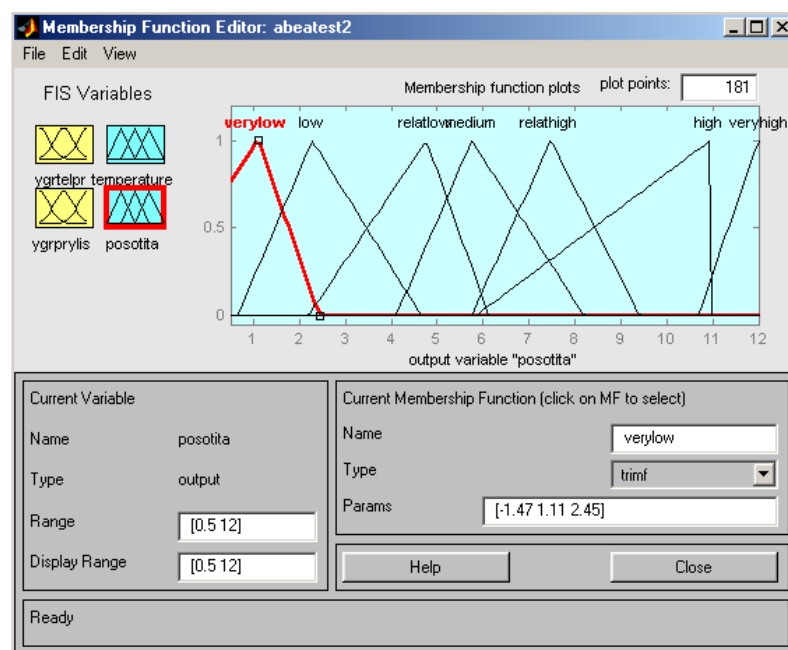 Membership Function Editor: abeatest2
File Edit View
FIS Variables
Membership function plots plot points: 181
ygrtelpr temperature
ygrprylis posotita
verylow low relatlow medium relathigh high veryhigh
1
0.5
0
1 2 3 4 5 6 7 8 9 10 11 12
output variable "posotita"
Current Variable
Name posotita
Type output
Range [0.5 12]
Display Range [0.5 12]
Current Membership Function (click on MF to select)
Name verylow
Type trimf
Params [-1.47 1.11 2.45]
Help Close
Ready